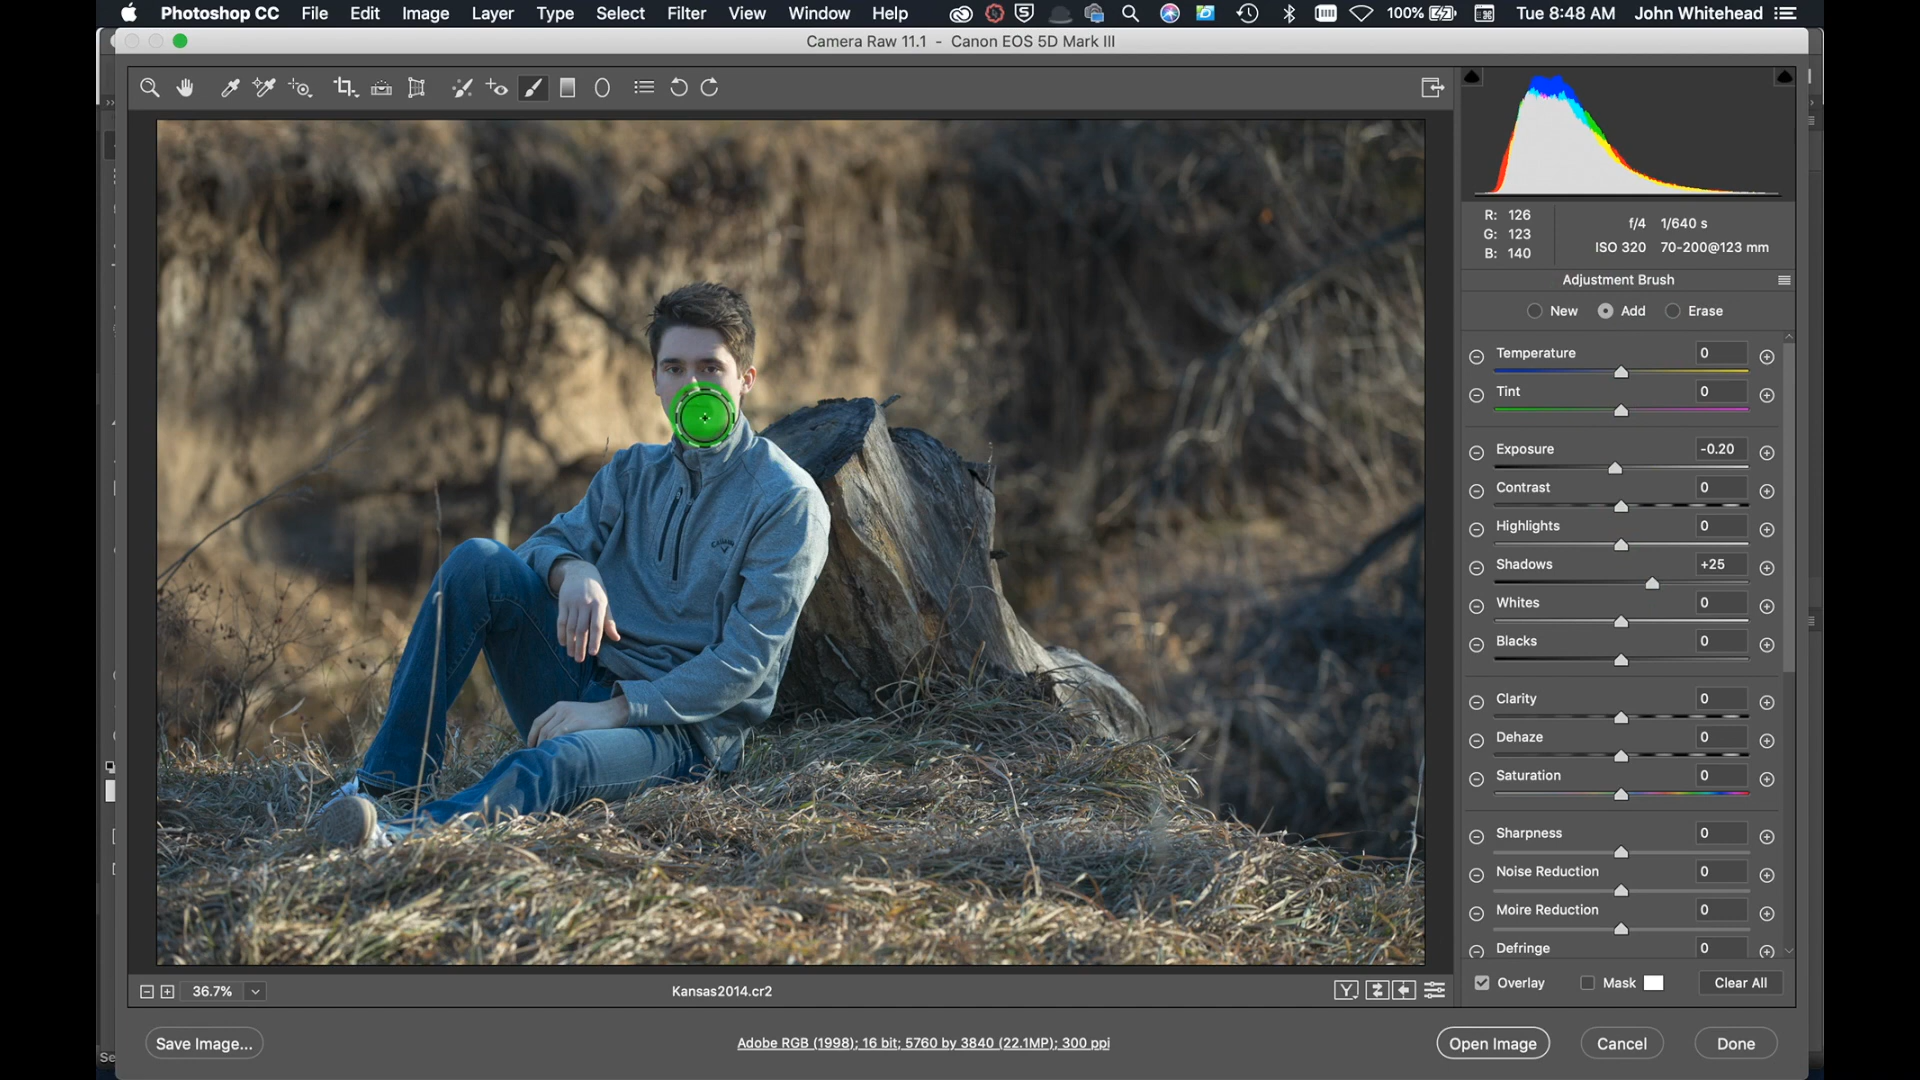 Photoshop CC File Edit Image Layer Type Select Filter View Window Help 100% Tue 8:48 AM John Whitehead
Camera Raw 11.1 - Canon EOS 5D Mark III
R: 126
G: 123
B: 140
f/4 1/640 s
ISO 320 70-200@123 mm
Adjustment Brush
New Add Erase
Temperature 0
Tint 0
Exposure -0.20
Contrast 0
Highlights 0
Shadows +25
Whites 0
Blacks 0
Clarity 0
Dehaze 0
Saturation 0
Sharpness 0
Noise Reduction 0
Moire Reduction 0
Defringe 0
Overlay Mask Clear All
36.7% Kansas2014.cr2 Y
Save Image... Adobe RGB (1998); 16 bit; 5760 by 3840 (22.1MP); 300 ppi Open Image Cancel Done
Se